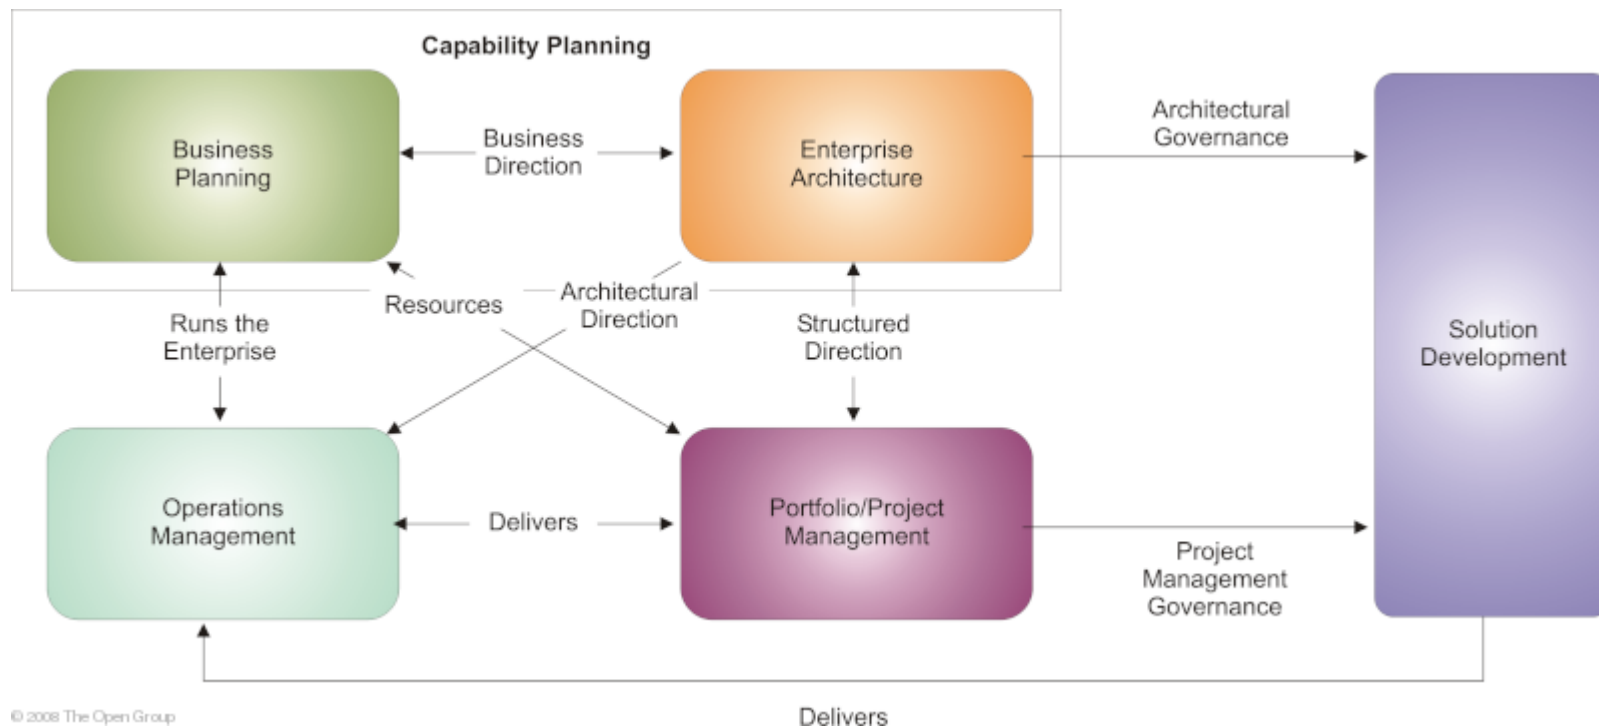 Capability Planning
Business
Planning
Business
Direction
Enterprise
Architecture
Architectural
Governance
Resources
Architectural
Direction
Runs the
Enterprise
Structured
Direction
Solution
Development
Operations
Management
Delivers
Portfolio/Project
Management
Project
Management
Governance
Delivers
© 2008 The Open Group